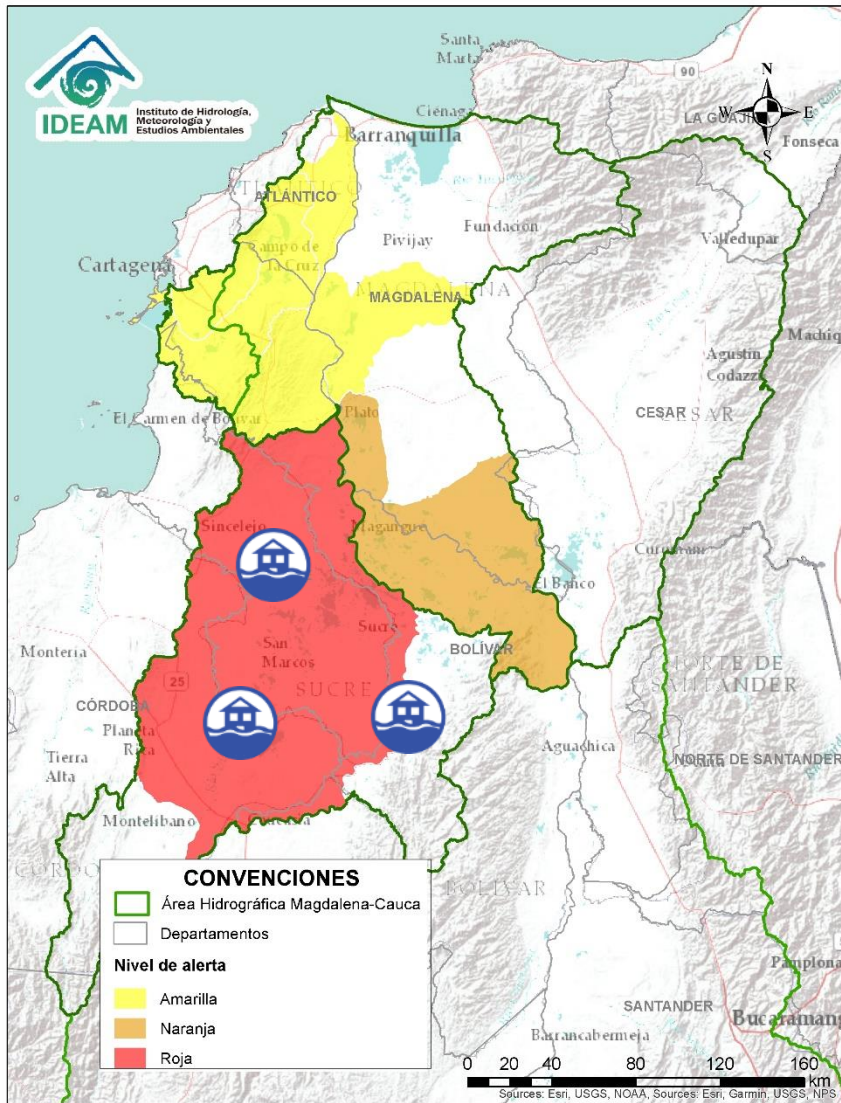 IDEAM
Instituto de Hidrología,
Meteorología y
Estudios Ambientales
Santa
Marta
90
N
W
E
S
Ciénaga
LA GUAJIRA
Barranquilla
Fonseca
ATLÁNTICO
Valledupar
Fundación
Pivijay
Campo de
la Cruz
Cartagena
MAGDALENA
Agustín
Codazzi
CESAR
El Carmen de Bolívar
Plato
Sincelejo
Magangue
El Banco
Sucre
BOLÍVAR
Montería
San
Marcos
25
SUCRE
CÓRDOBA
NORTE DE
SANTANDER
Planeta
Rica
Aguachica
NORTE DE SANTANDER
Tierra
Alta
Montelíbano
CONVENCIONES
Área Hidrográfica Magdalena-Cauca
Departamentos
Nivel de alerta
Amarilla
Naranja
Roja
BOLÍVAR
Pamplona
SANTANDER
Barrancabermeja
0 20 40 80 120 160
km
Sources: Esri, USGS, NOAA, Sources: Esri, Garmin, USGS, NPS